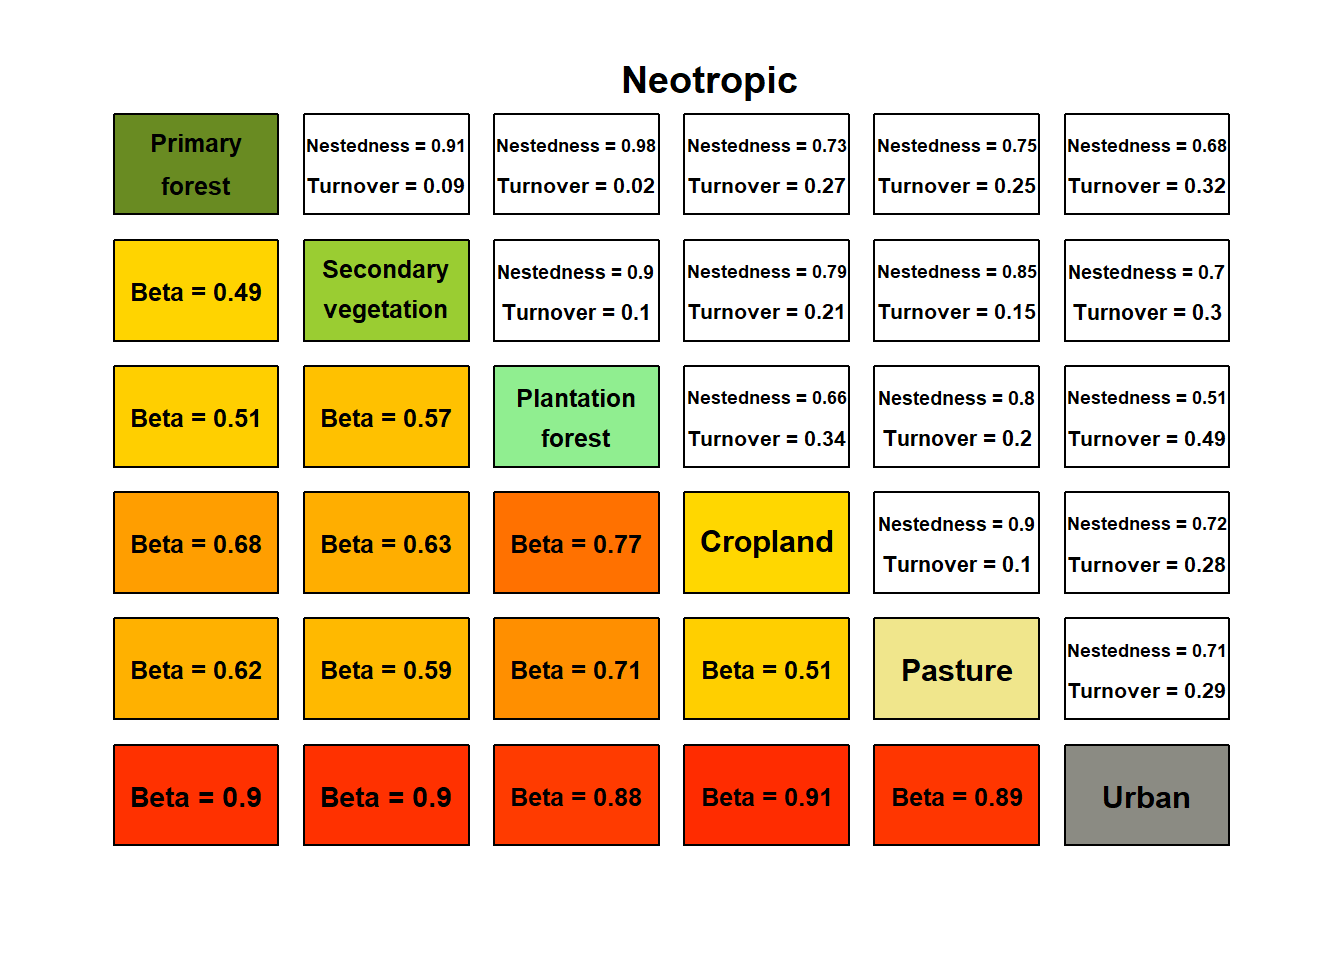 Neotropic
Primary
forest
Nestedness = 0.91
Turnover = 0.09
Nestedness = 0.98
Turnover = 0.02
Nestedness = 0.73
Turnover = 0.27
Nestedness = 0.75
Turnover = 0.25
Nestedness = 0.68
Turnover = 0.32
Beta = 0.49
Secondary
vegetation
Nestedness = 0.9
Turnover = 0.1
Nestedness = 0.79
Turnover = 0.21
Nestedness = 0.85
Turnover = 0.15
Nestedness = 0.7
Turnover = 0.3
Beta = 0.51
Beta = 0.57
Plantation
forest
Nestedness = 0.66
Turnover = 0.34
Nestedness = 0.8
Turnover = 0.2
Nestedness = 0.51
Turnover = 0.49
Beta = 0.68
Beta = 0.63
Beta = 0.77
Cropland
Nestedness = 0.9
Turnover = 0.1
Nestedness = 0.72
Turnover = 0.28
Beta = 0.62
Beta = 0.59
Beta = 0.71
Beta = 0.51
Pasture
Nestedness = 0.71
Turnover = 0.29
Beta = 0.9
Beta = 0.9
Beta = 0.88
Beta = 0.91
Beta = 0.89
Urban